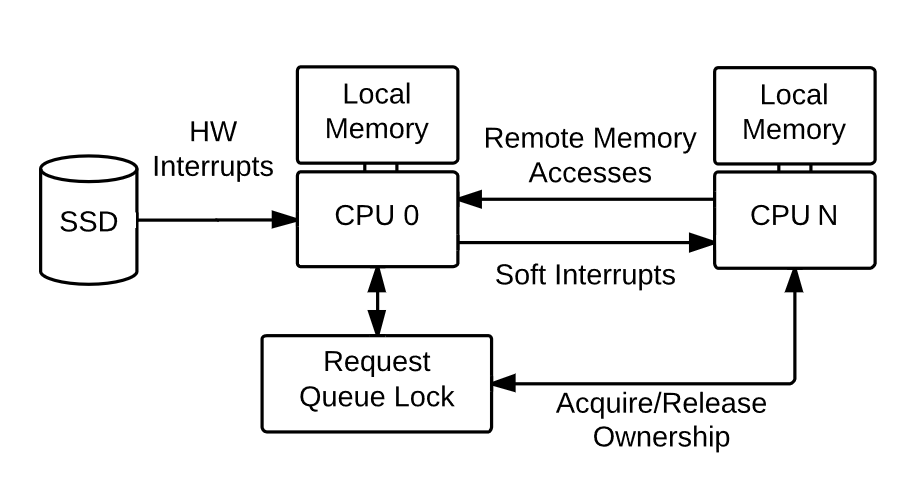 Local
Memory
Local
Memory
HW
Interrupts
Remote Memory
Accesses
SSD
CPU 0
CPU N
Soft Interrupts
Request
Queue Lock
Acquire/Release
Ownership